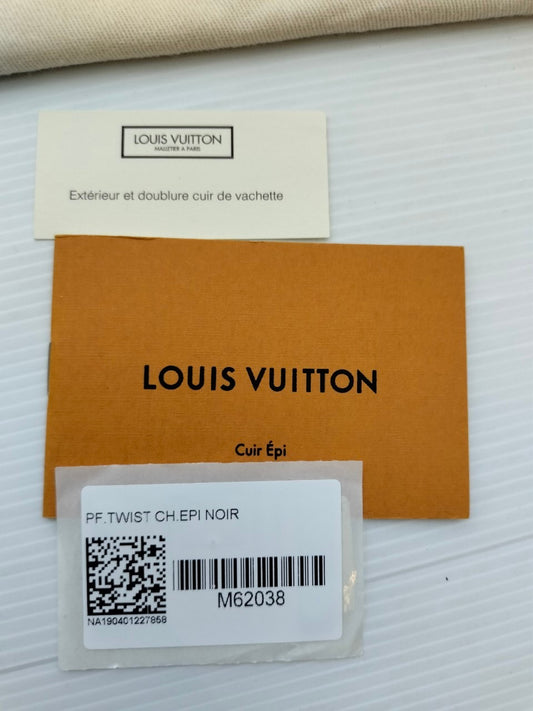 LOUIS VUITTON
MALLETIER A PARIS
Extérieur et doublure cuir de vachette
LOUIS VUITTON
Cuir Épi
PF.TWIST CH.EPI NOIR
M62038
NA190401227858